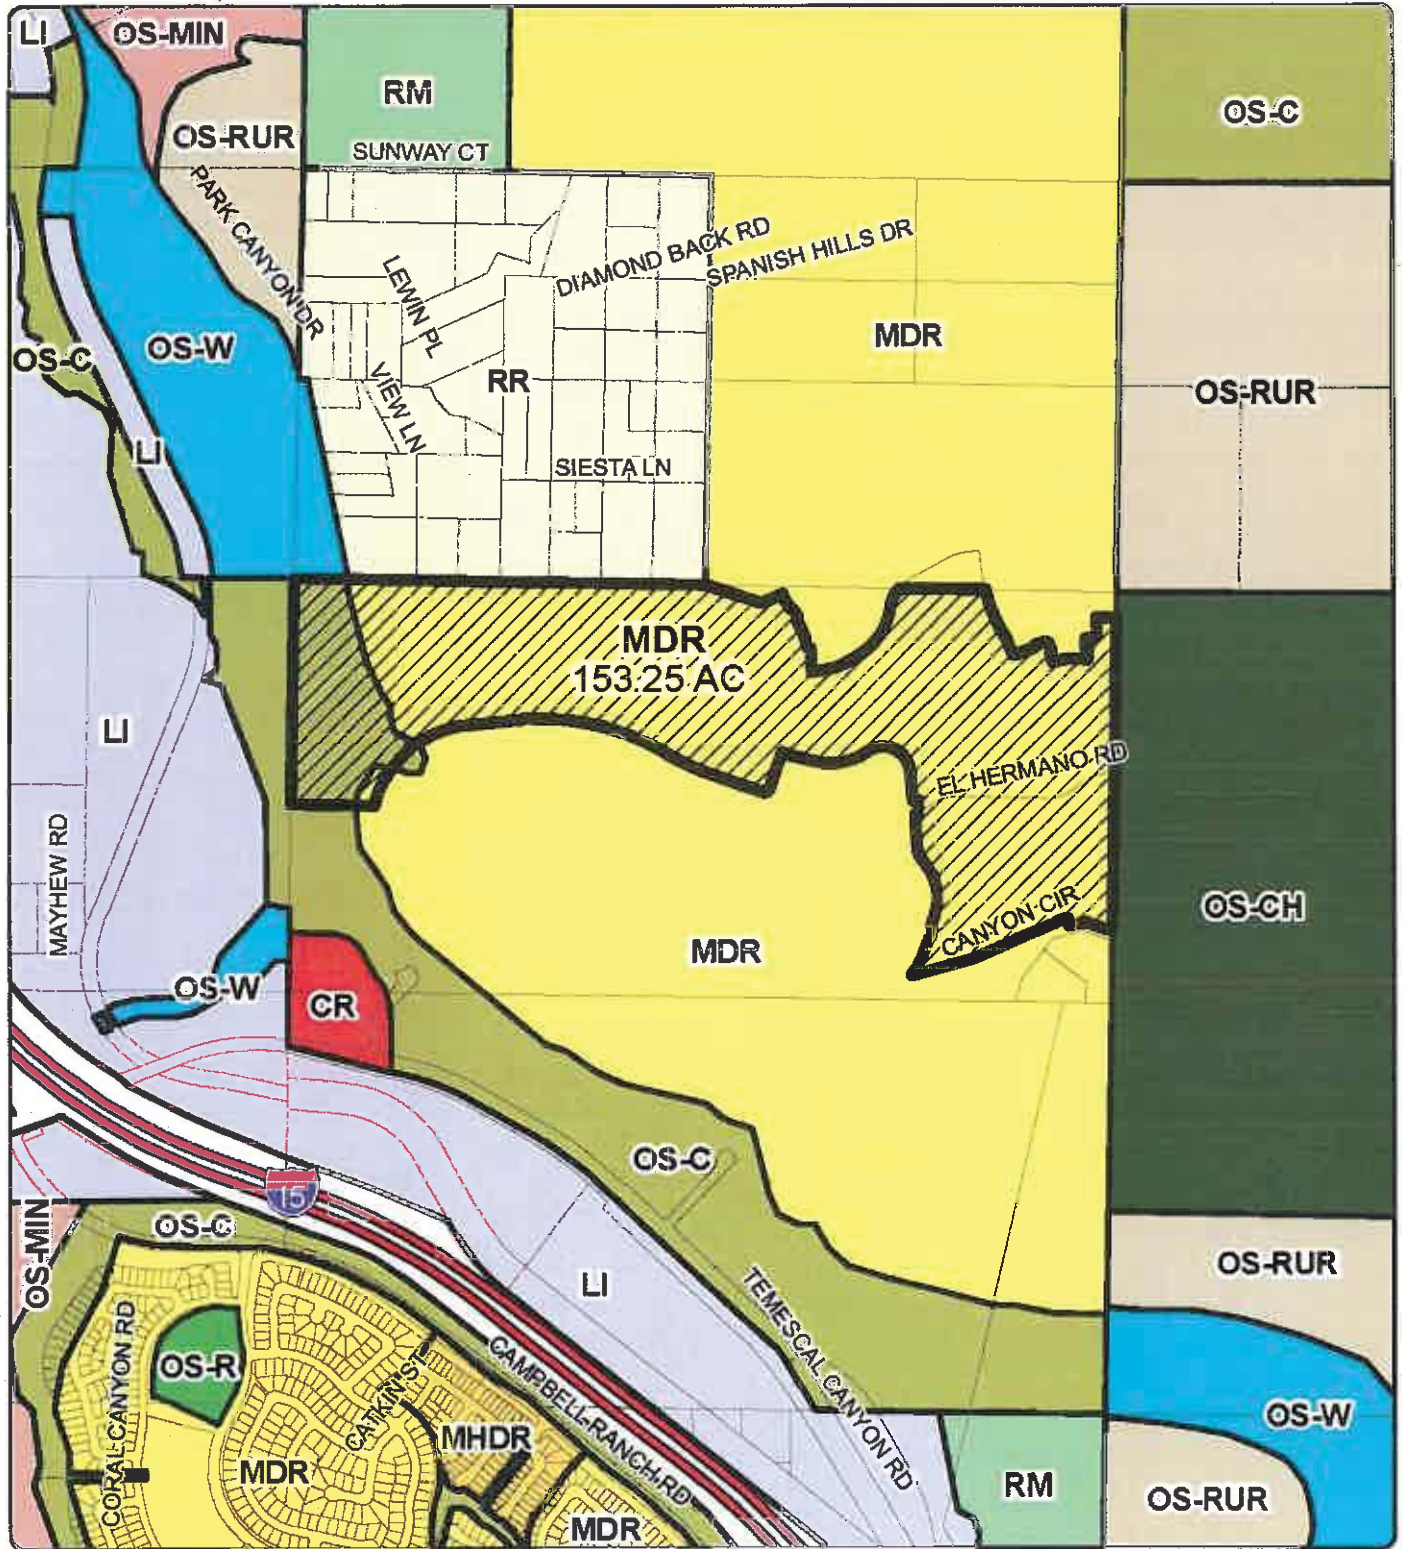 LI
OS-MIN
RM
OS-C
OS-RUR
SUNWAY CT
PARK CANYON DR
LEWIN PL
DIAMOND BACK RD
SPANISH HILLS DR
OS-W
OS-C
MDR
VIEW LN
RR
OS-RUR
LI
SIESTA LN
MDR
153.25 AC
LI
EL HERMANO RD
MAYHEW RD
OS-CH
CANYON CIR
MDR
OS-W
CR
OS-C
15
OS-MIN
OS-C
OS-RUR
LI
TEMESCAL CANYON RD
CORAL CANYON RD
OS-R
CATKIN ST
CAMPBELL RANCH RD
OS-W
MHDR
MDR
RM
OS-RUR
MDR